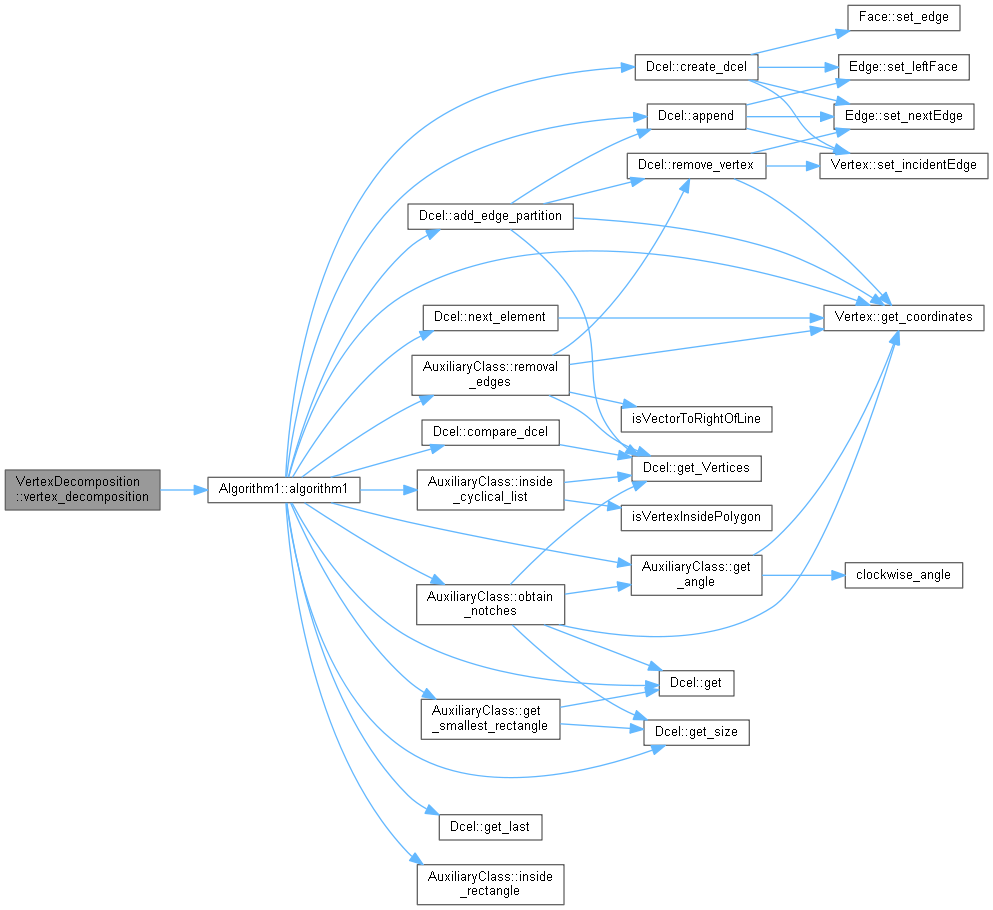 Face::set_edge
Dcel::create_dcel
Edge::set_leftFace
Dcel::append
Edge::set_nextEdge
Dcel::remove_vertex
Vertex::set_incidentEdge
Dcel::add_edge_partition
Dcel::next_element
Vertex::get_coordinates
AuxiliaryClass::removal
_edges
isVectorToRightOfLine
Dcel::compare_dcel
Dcel::get_Vertices
VertexDecomposition
::vertex_decomposition
Algorithm1::algorithm1
AuxiliaryClass::inside
_cyclical_list
isVertexInsidePolygon
AuxiliaryClass::get
_angle
clockwise_angle
AuxiliaryClass::obtain
_notches
Dcel::get
AuxiliaryClass::get
_smallest_rectangle
Dcel::get_size
Dcel::get_last
AuxiliaryClass::inside
_rectangle